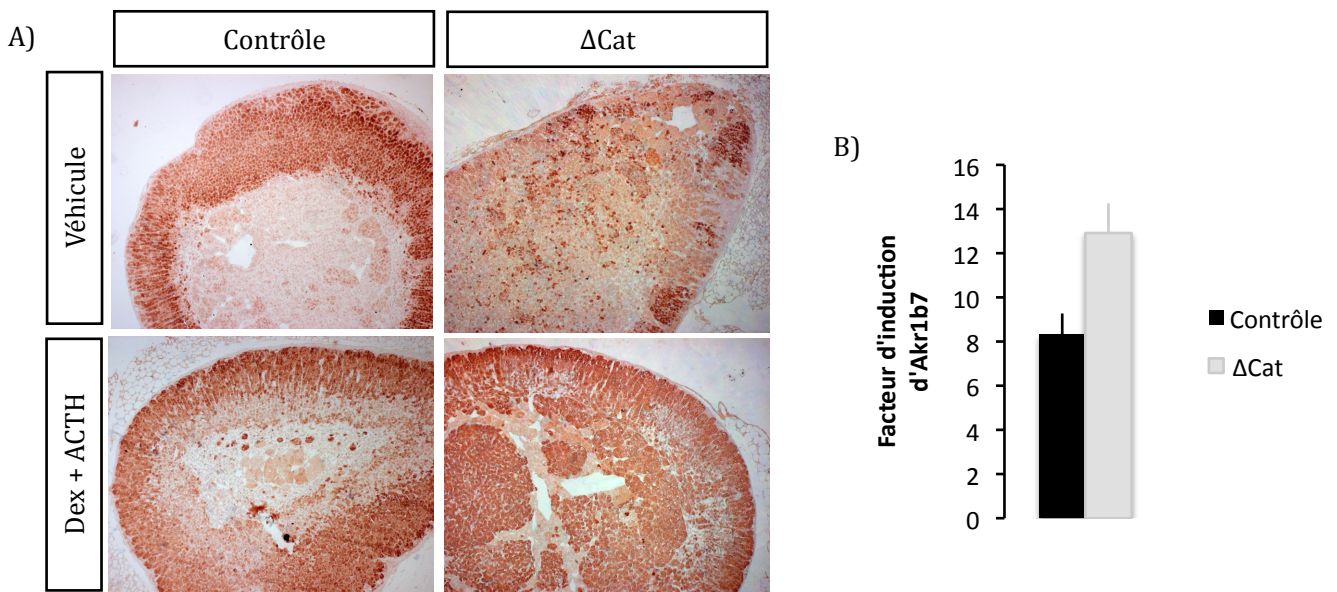 A)
Contrôle
ΔCat
Véhicule
Dex + ACTH
B)
Facteur d'induction
d'Akr1b7
16
14
12
10
8
6
4
2
0
Contrôle
ΔCat